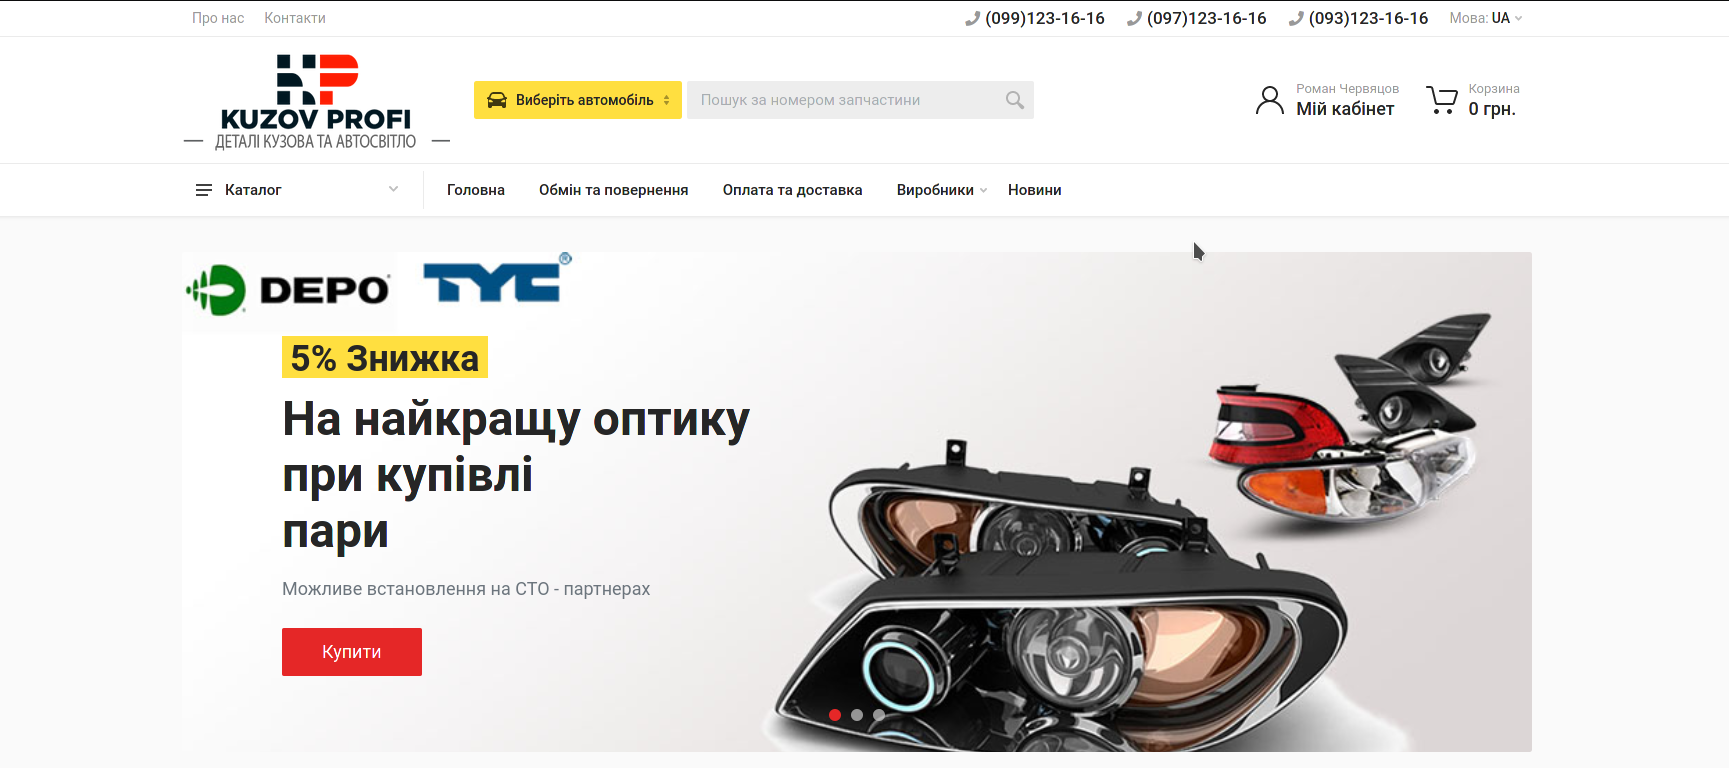 Про нас Контакти (099)123-16-16 (097)123-16-16 (093)123-16-16 Мова: UA
KUZOV PROFI
ДЕТАЛІ КУЗОВА ТА АВТОСВІТЛО
Виберіть автомобіль Пошук за номером запчастини
Роман Червяцов Корзина
Мій кабінет 0 грн.
Каталог Головна Обмін та повернення Оплата та доставка Виробники Новини
DEPO® TYC®
5% Знижка
На найкращу оптику
при купівлі
пари
Можливе встановлення на СТО - партнерах
Купити